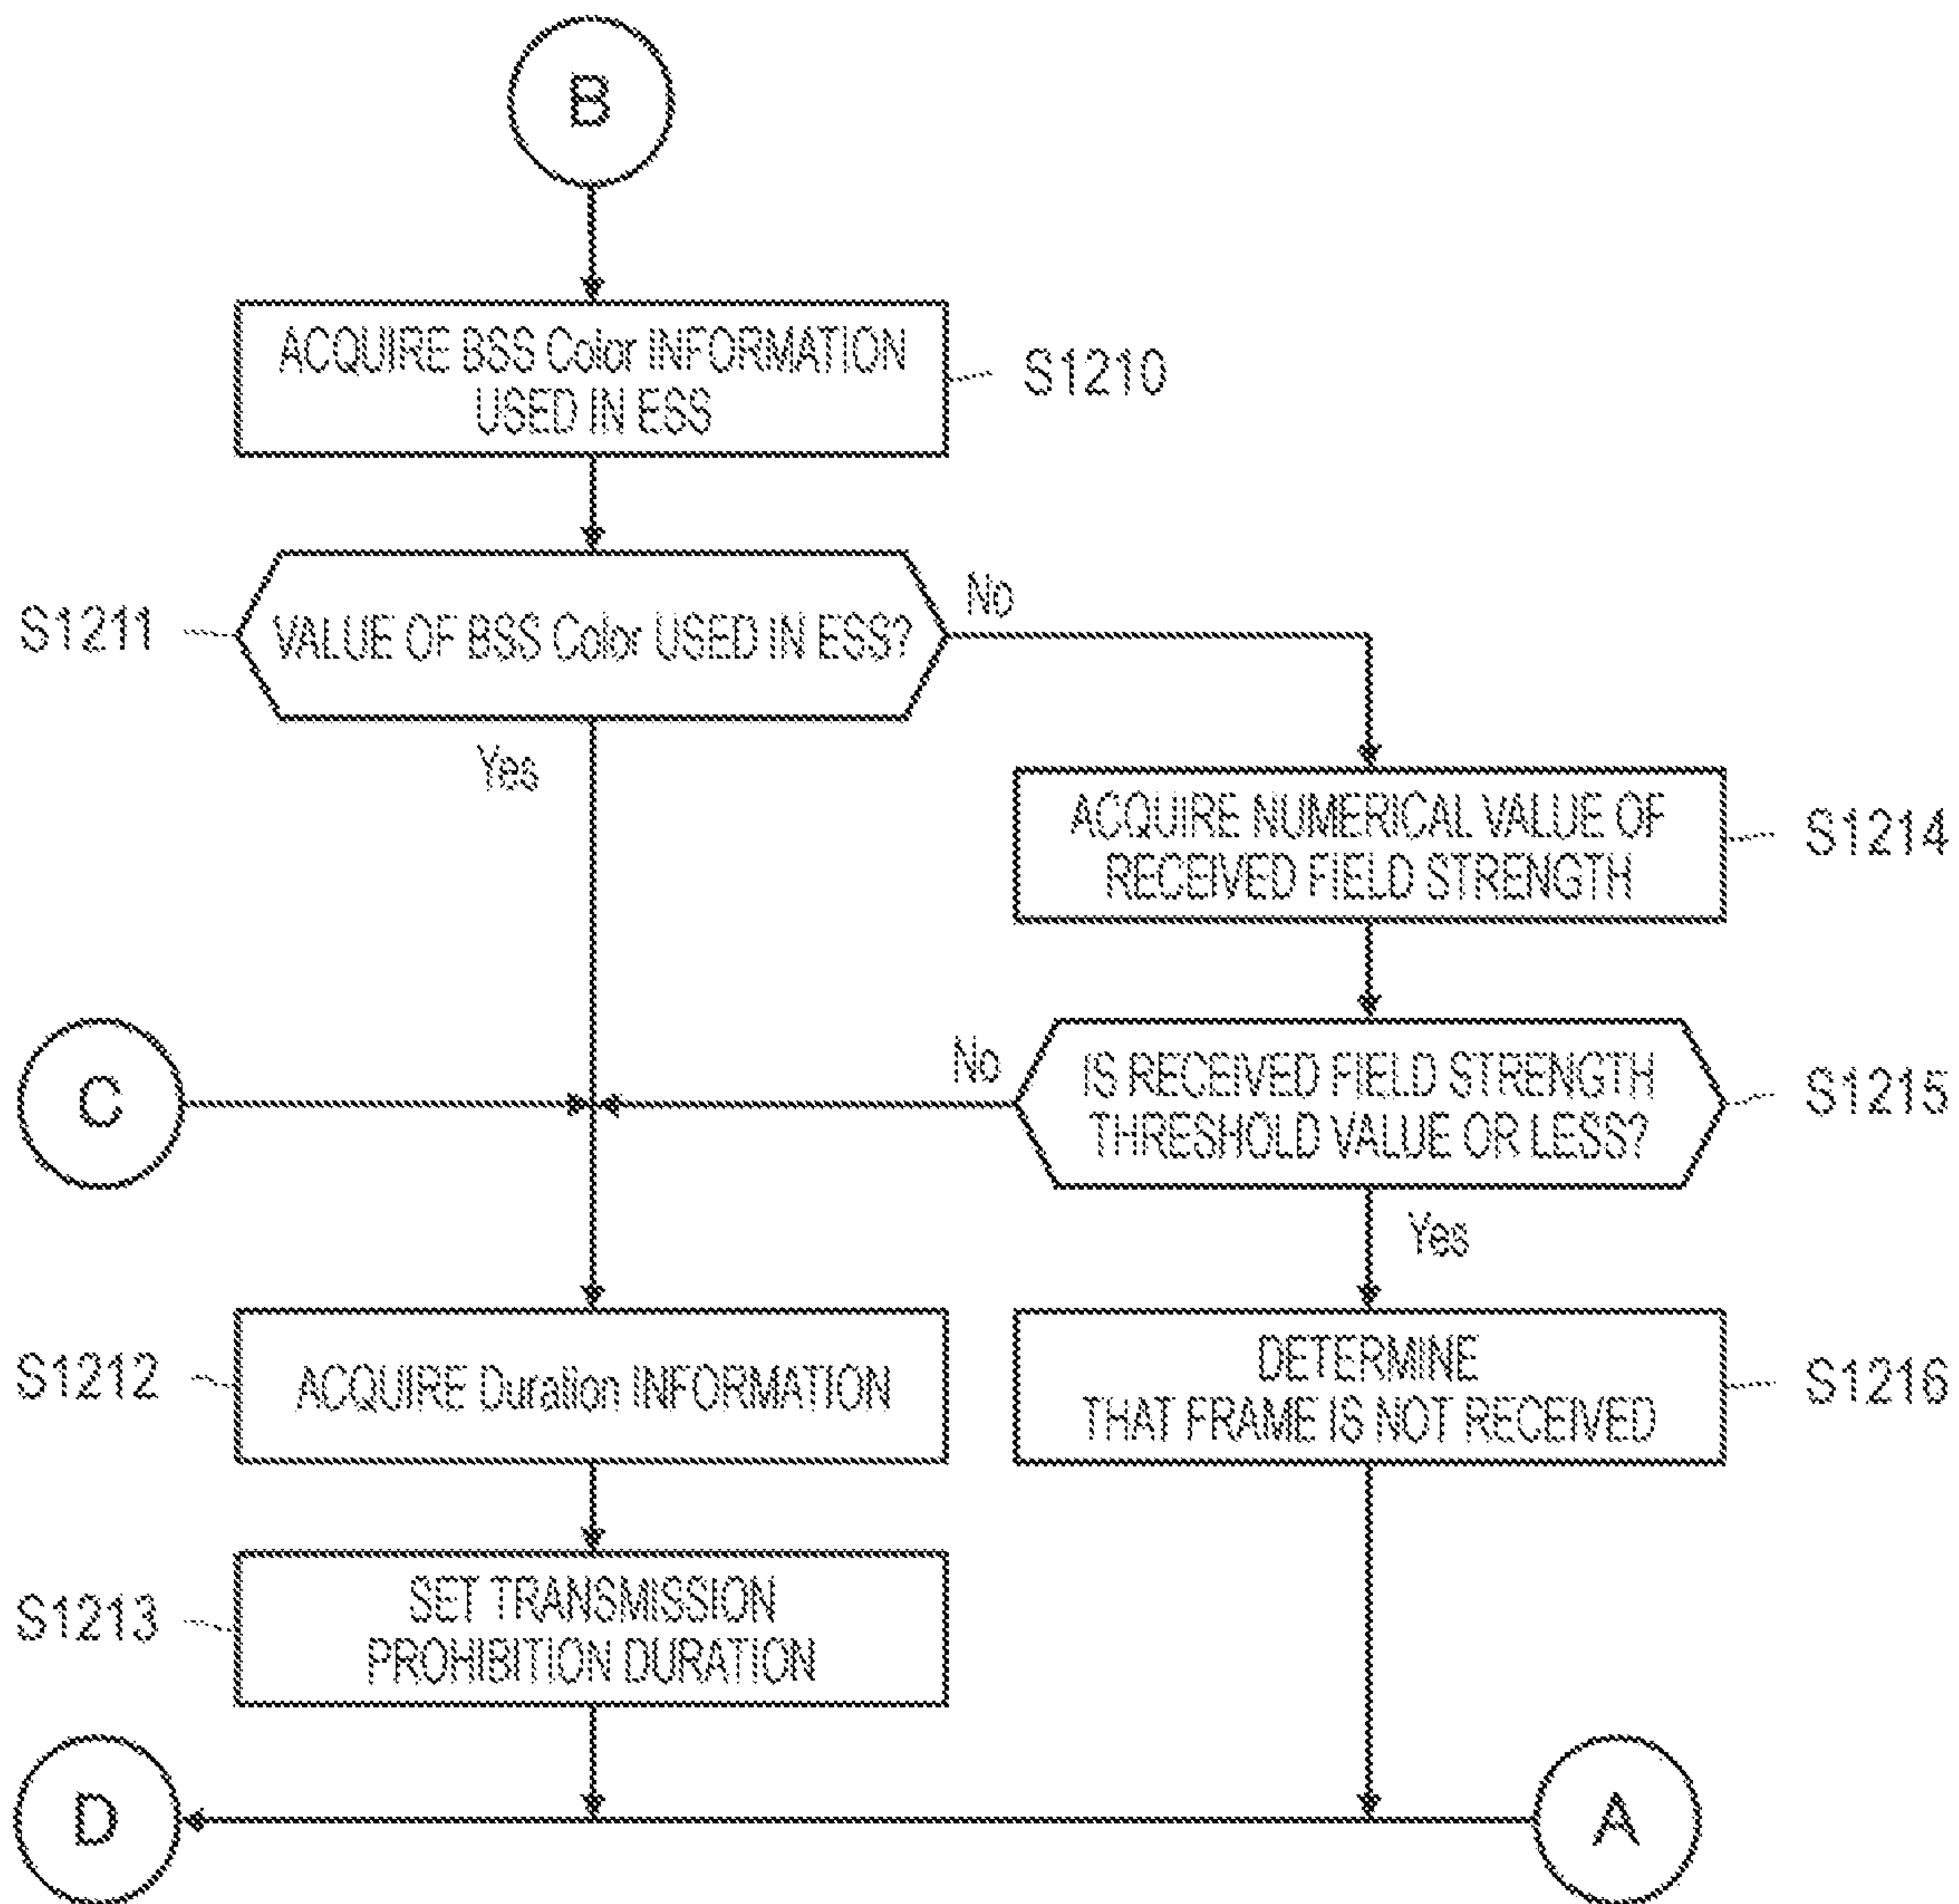 B
ACQUIRE BSS Color INFORMATION
USED IN ESS
S1210
S1211
VALUE OF BSS Color USED IN ESS?
No
Yes
ACQUIRE NUMERICAL VALUE OF
RECEIVED FIELD STRENGTH
S1214
C
No
IS RECEIVED FIELD STRENGTH
THRESHOLD VALUE OR LESS?
S1215
Yes
S1212
ACQUIRE Duration INFORMATION
DETERMINE
THAT FRAME IS NOT RECEIVED
S1216
S1213
SET TRANSMISSION
PROHIBITION DURATION
D
A